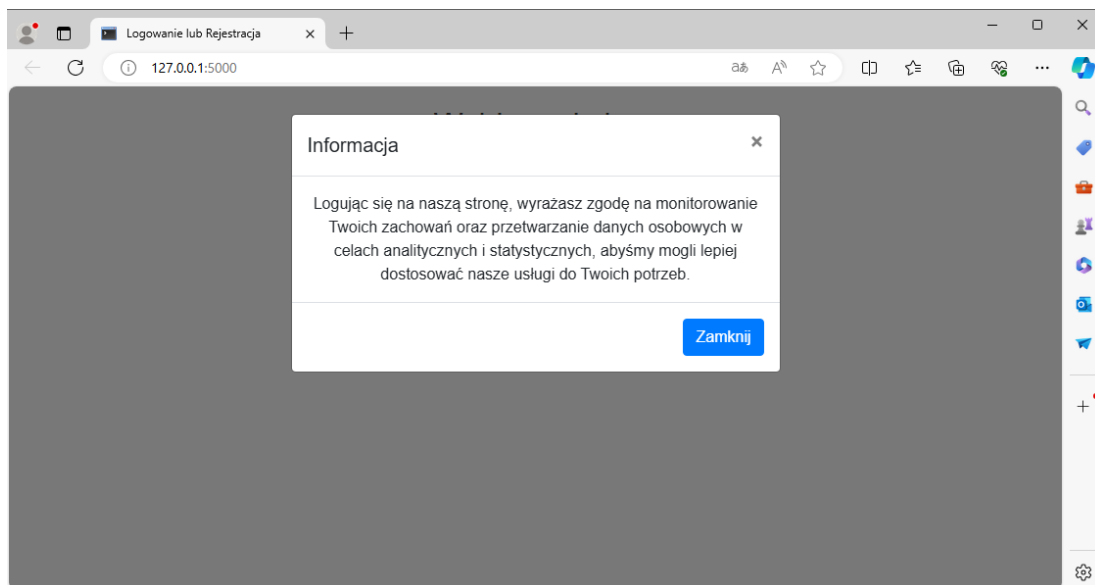 Logowanie lub Rejestracja
127.0.0.1:5000
Informacja
Logując się na naszą stronę, wyrażasz zgodę na monitorowanie
Twoich zachowań oraz przetwarzanie danych osobowych w
celach analitycznych i statystycznych, abyśmy mogli lepiej
dostosować nasze usługi do Twoich potrzeb.
Zamknij